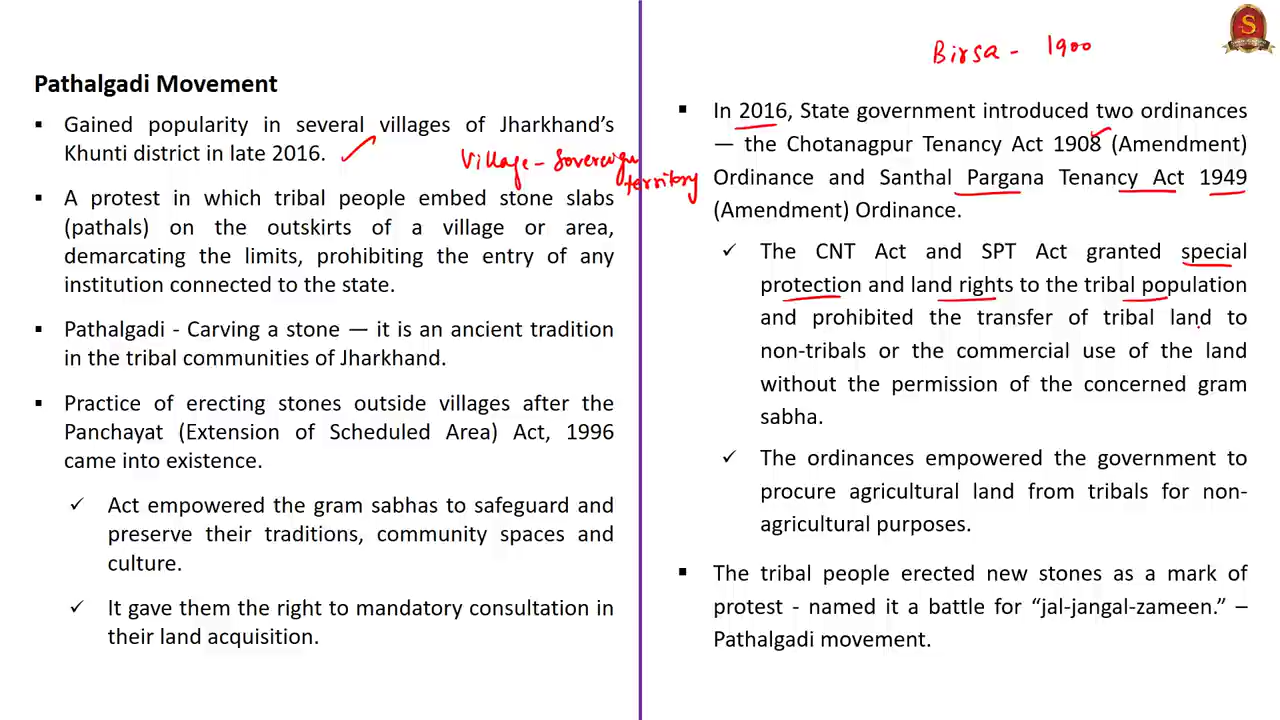 Pathalgadi Movement
▪ Gained popularity in several villages of Jharkhand's
Khunti district in late 2016.
Village - Sovereign
territory
▪ A protest in which tribal people embed stone slabs
(pathals) on the outskirts of a village or area,
demarcating the limits, prohibiting the entry of any
institution connected to the state.
▪ Pathalgadi - Carving a stone — it is an ancient tradition
in the tribal communities of Jharkhand.
▪ Practice of erecting stones outside villages after the
Panchayat (Extension of Scheduled Area) Act, 1996
came into existence.
✓ Act empowered the gram sabhas to safeguard and
preserve their traditions, community spaces and
culture.
✓ It gave them the right to mandatory consultation in
their land acquisition.
Birsa - 1900
S
▪ In 2016, State government introduced two ordinances
— the Chotanagpur Tenancy Act 1908 (Amendment)
Ordinance and Santhal Pargana Tenancy Act 1949
(Amendment) Ordinance.
✓ The CNT Act and SPT Act granted special
protection and land rights to the tribal population
and prohibited the transfer of tribal land to
non-tribals or the commercial use of the land
without the permission of the concerned gram
sabha.
✓ The ordinances empowered the government to
procure agricultural land from tribals for non-
agricultural purposes.
▪ The tribal people erected new stones as a mark of
protest - named it a battle for “jal-jangal-zameen.” –
Pathalgadi movement.